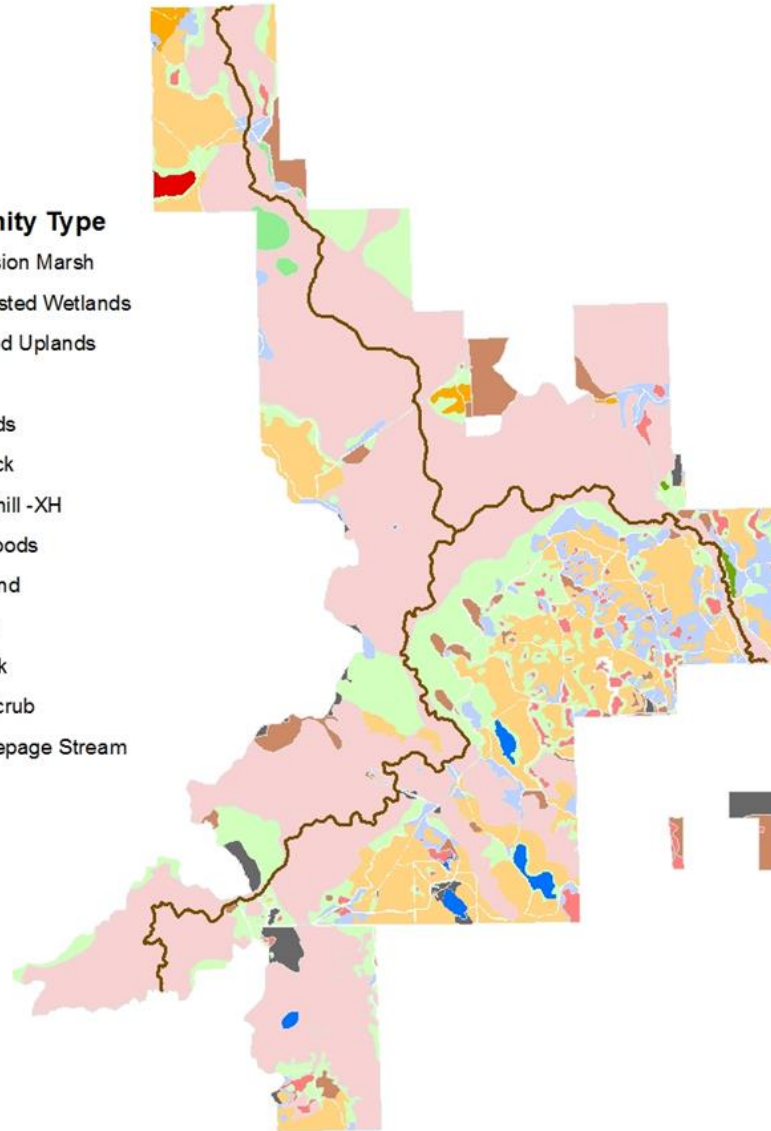 nity Type
sion Marsh
sted Wetlands
d Uplands
ds
ck
hill -XH
oods
nd
k
crub
epage Stream